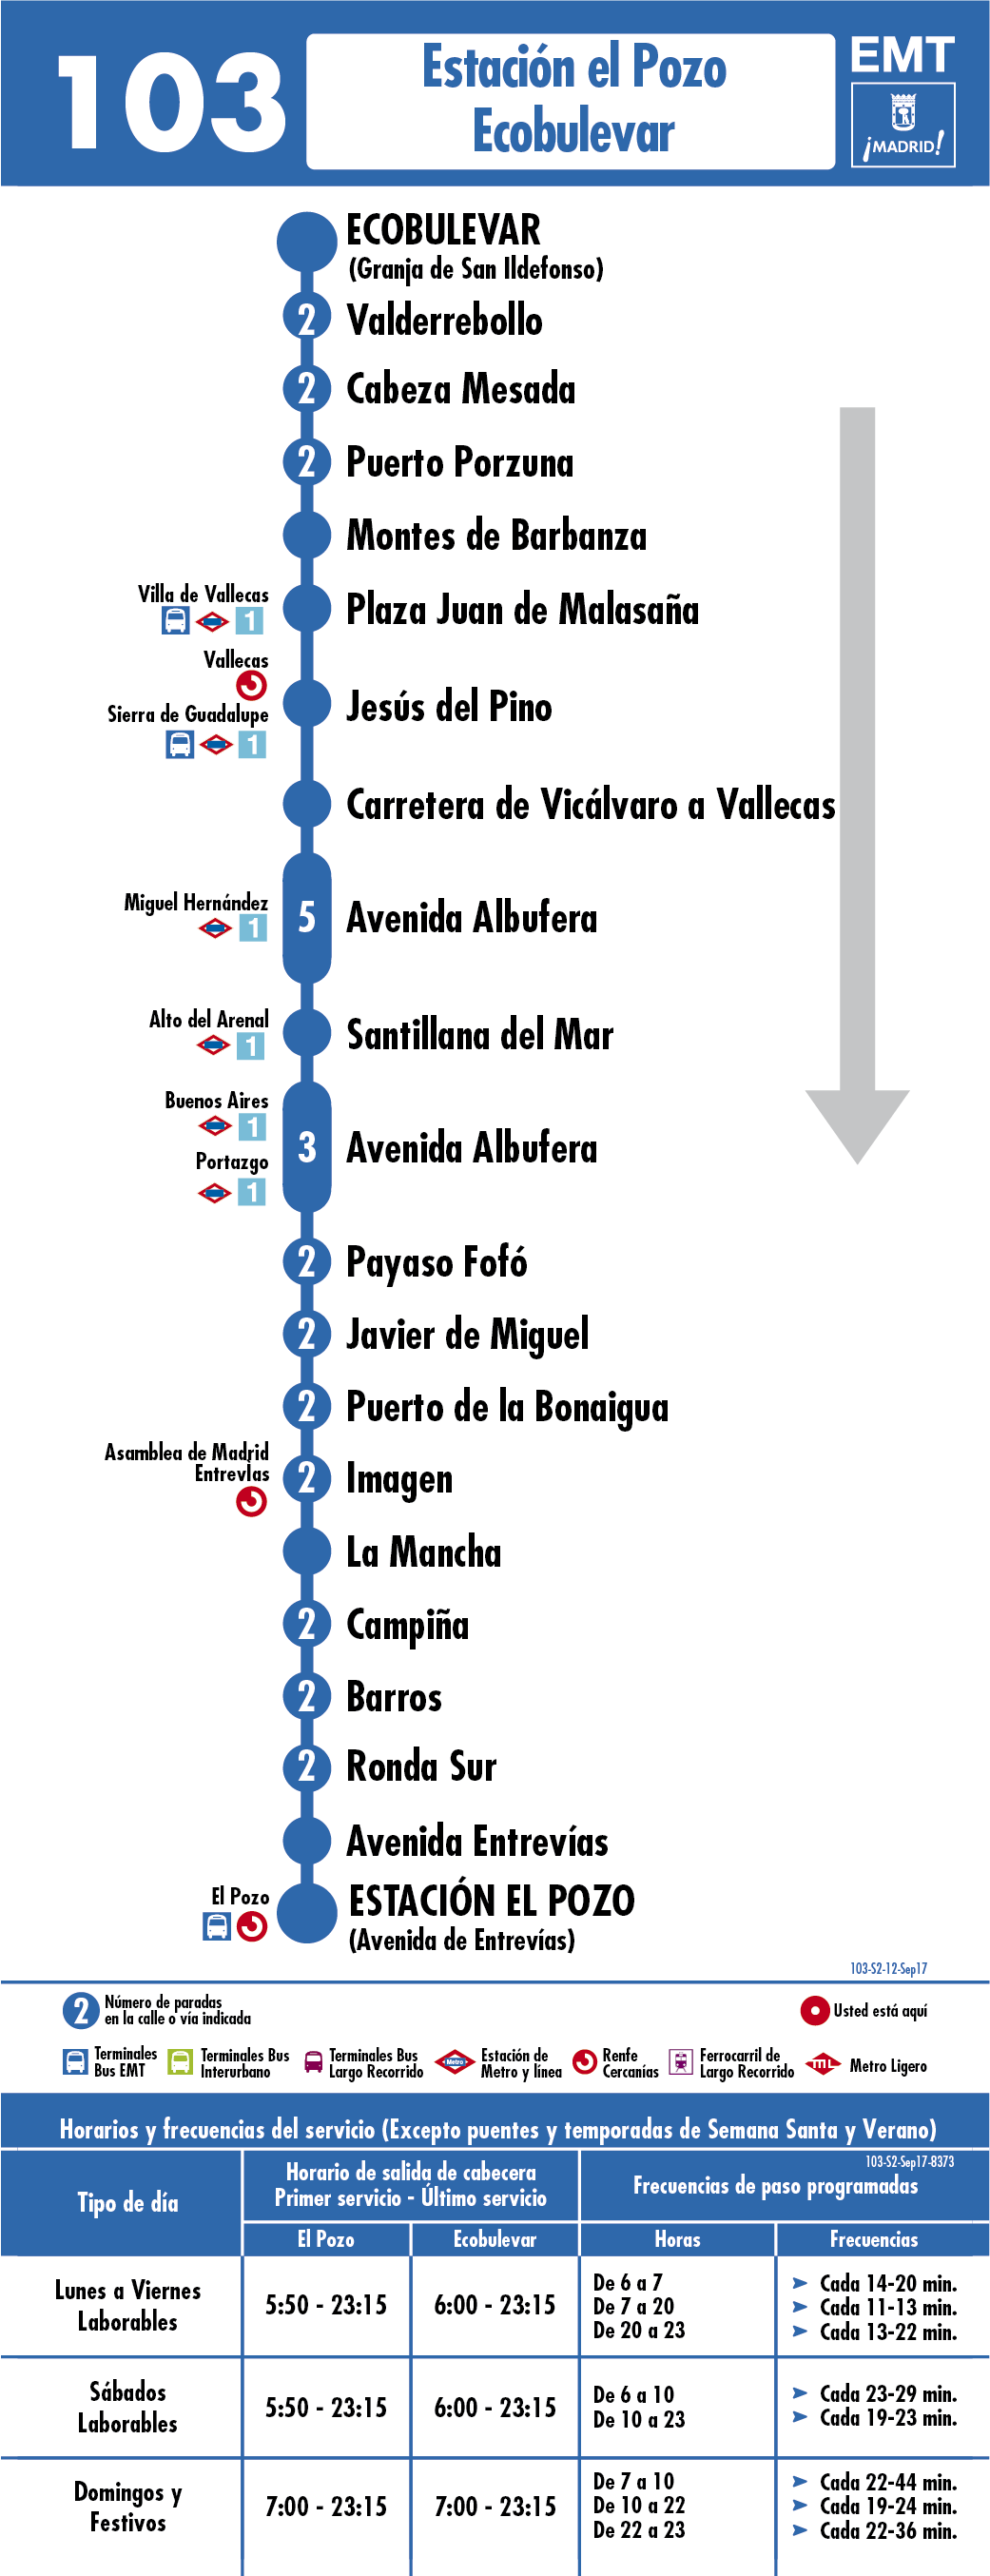 103
Estación el Pozo
Ecobulevar
EMT
¡MADRID!
ECOBULEVAR
(Granja de San Ildefonso)
2 Valderrebollo
2 Cabeza Mesada
2 Puerto Porzuna
Montes de Barbanza
Villa de Vallecas
1
Plaza Juan de Malasaña
Vallecas
Sierra de Guadalupe
1
Jesús del Pino
Carretera de Vicálvaro a Vallecas
Miguel Hernández
1
5 Avenida Albufera
Alto del Arenal
1
Santillana del Mar
Buenos Aires
1
Portazgo
1
3 Avenida Albufera
2 Payaso Fofó
2 Javier de Miguel
2 Puerto de la Bonaigua
Asamblea de Madrid
Entrevías
2 Imagen
La Mancha
2 Campiña
2 Barros
2 Ronda Sur
Avenida Entrevías
El Pozo
ESTACIÓN EL POZO
(Avenida de Entrevías)
103-S2-12-Sep17
2 Número de paradas
en la calle o vía indicada
Usted está aquí
Terminales
Bus EMT
Terminales Bus
Interurbano
Terminales Bus
Largo Recorrido
Metro
Estación de
Metro y línea
Renfe
Cercanías
Ferrocarril de
Largo Recorrido
ML
Metro Ligero
Horarios y frecuencias del servicio (Excepto puentes y temporadas de Semana Santa y Verano)
103-S2-Sep17-8373
Tipo de día
Horario de salida de cabecera
Primer servicio - Último servicio
Frecuencias de paso programadas
El Pozo
Ecobulevar
Horas
Frecuencias
Lunes a Viernes
Laborables
5:50 - 23:15
6:00 - 23:15
De 6 a 7 Cada 14-20 min.
De 7 a 20 Cada 11-13 min.
De 20 a 23 Cada 13-22 min.
Sábados
Laborables
5:50 - 23:15
6:00 - 23:15
De 6 a 10 Cada 23-29 min.
De 10 a 23 Cada 19-23 min.
Domingos y
Festivos
7:00 - 23:15
7:00 - 23:15
De 7 a 10 Cada 22-44 min.
De 10 a 22 Cada 19-24 min.
De 22 a 23 Cada 22-36 min.